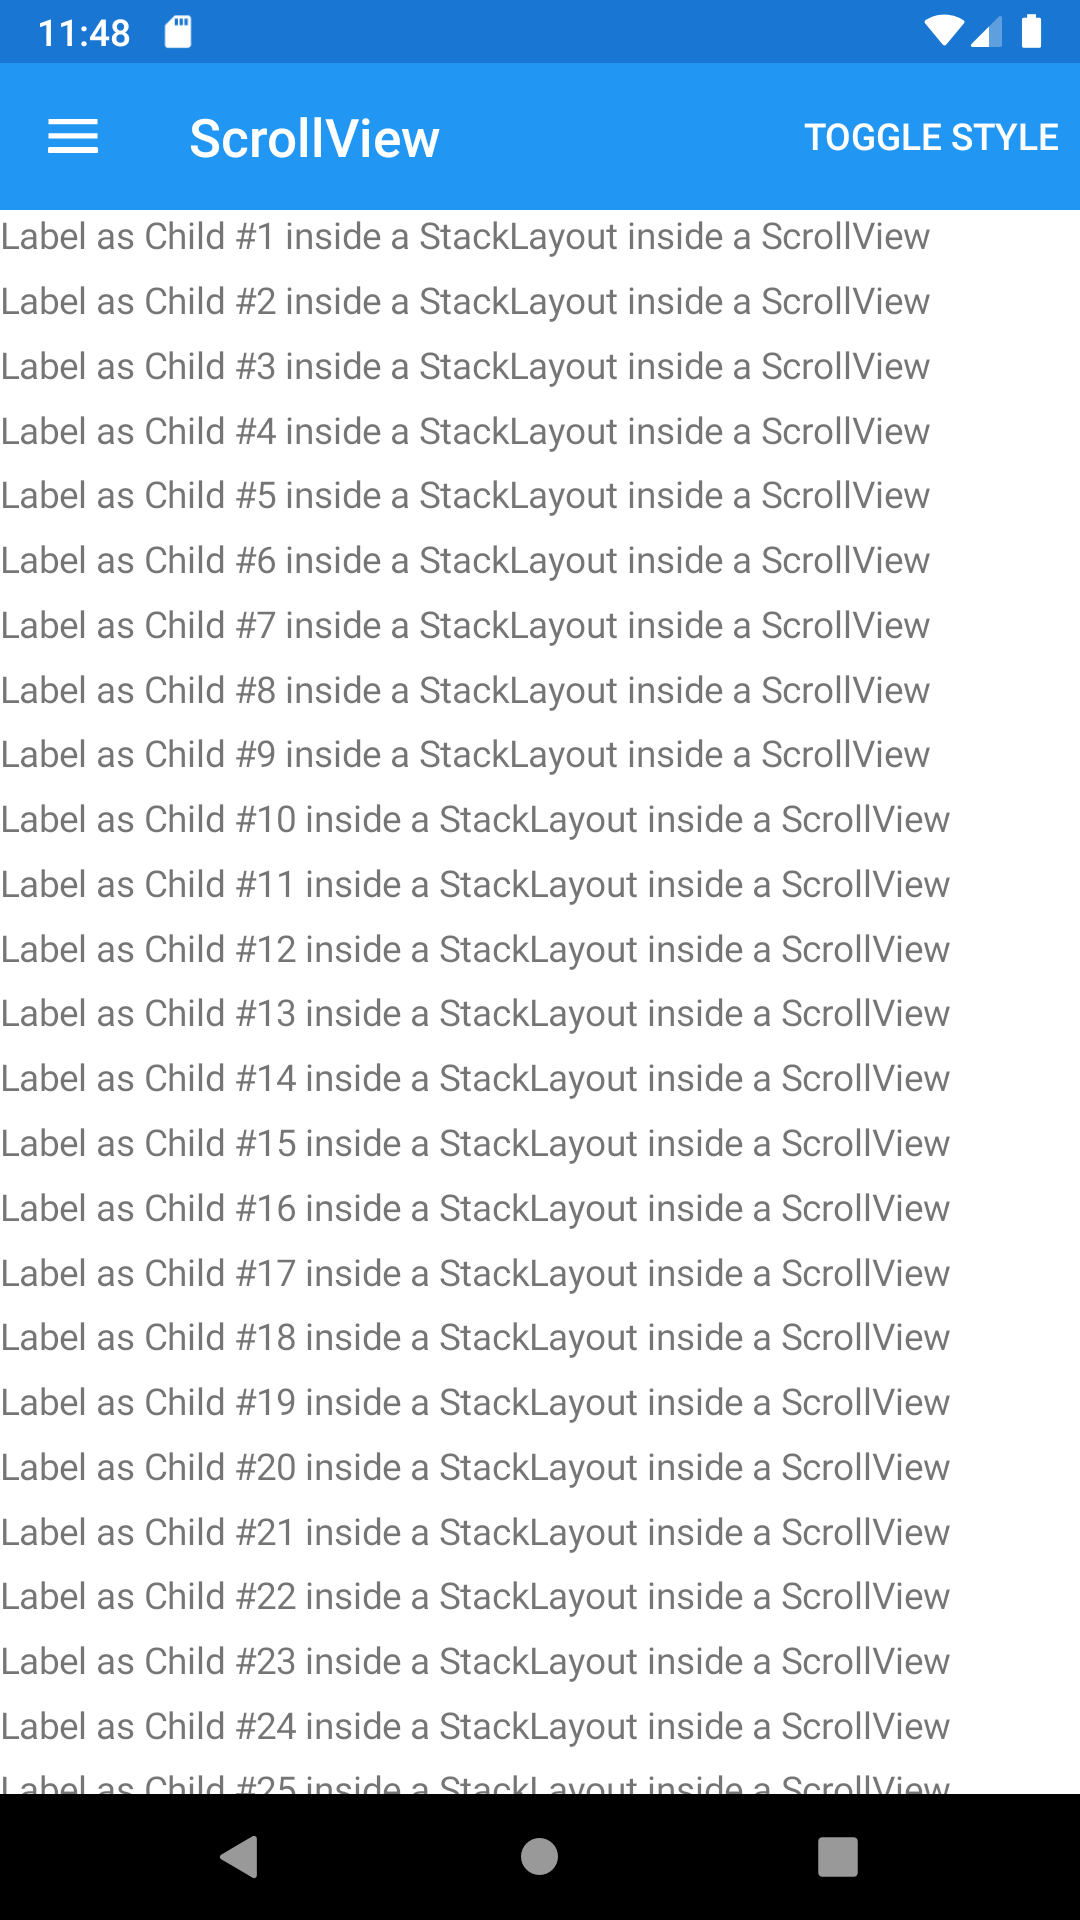 11:48
ScrollView
TOGGLE STYLE
Label as Child #1 inside a StackLayout inside a ScrollView
Label as Child #2 inside a StackLayout inside a ScrollView
Label as Child #3 inside a StackLayout inside a ScrollView
Label as Child #4 inside a StackLayout inside a ScrollView
Label as Child #5 inside a StackLayout inside a ScrollView
Label as Child #6 inside a StackLayout inside a ScrollView
Label as Child #7 inside a StackLayout inside a ScrollView
Label as Child #8 inside a StackLayout inside a ScrollView
Label as Child #9 inside a StackLayout inside a ScrollView
Label as Child #10 inside a StackLayout inside a ScrollView
Label as Child #11 inside a StackLayout inside a ScrollView
Label as Child #12 inside a StackLayout inside a ScrollView
Label as Child #13 inside a StackLayout inside a ScrollView
Label as Child #14 inside a StackLayout inside a ScrollView
Label as Child #15 inside a StackLayout inside a ScrollView
Label as Child #16 inside a StackLayout inside a ScrollView
Label as Child #17 inside a StackLayout inside a ScrollView
Label as Child #18 inside a StackLayout inside a ScrollView
Label as Child #19 inside a StackLayout inside a ScrollView
Label as Child #20 inside a StackLayout inside a ScrollView
Label as Child #21 inside a StackLayout inside a ScrollView
Label as Child #22 inside a StackLayout inside a ScrollView
Label as Child #23 inside a StackLayout inside a ScrollView
Label as Child #24 inside a StackLayout inside a ScrollView
Label as Child #25 inside a StackLayout inside a ScrollView